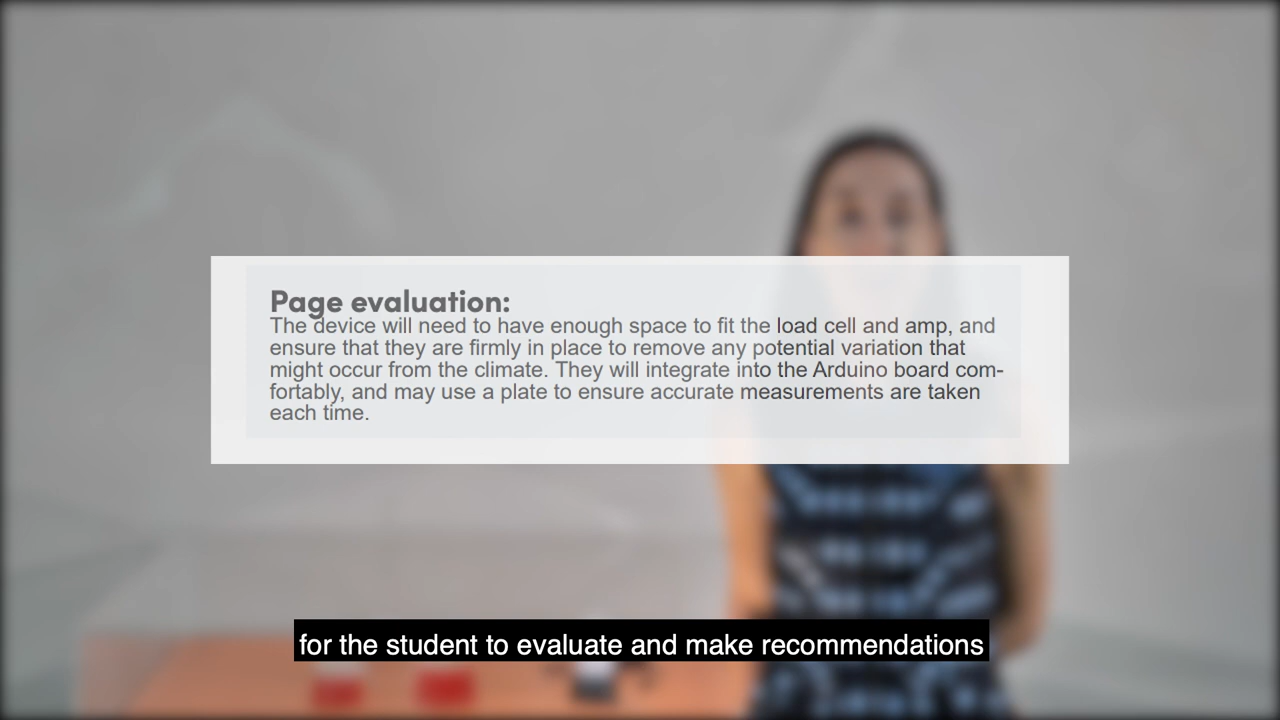 Page evaluation:
The device will need to have enough space to fit the load cell and amp, and
ensure that they are firmly in place to remove any potential variation that
might occur from the climate. They will integrate into the Arduino board com-
fortably, and may use a plate to ensure accurate measurements are taken
each time.
for the student to evaluate and make recommendations